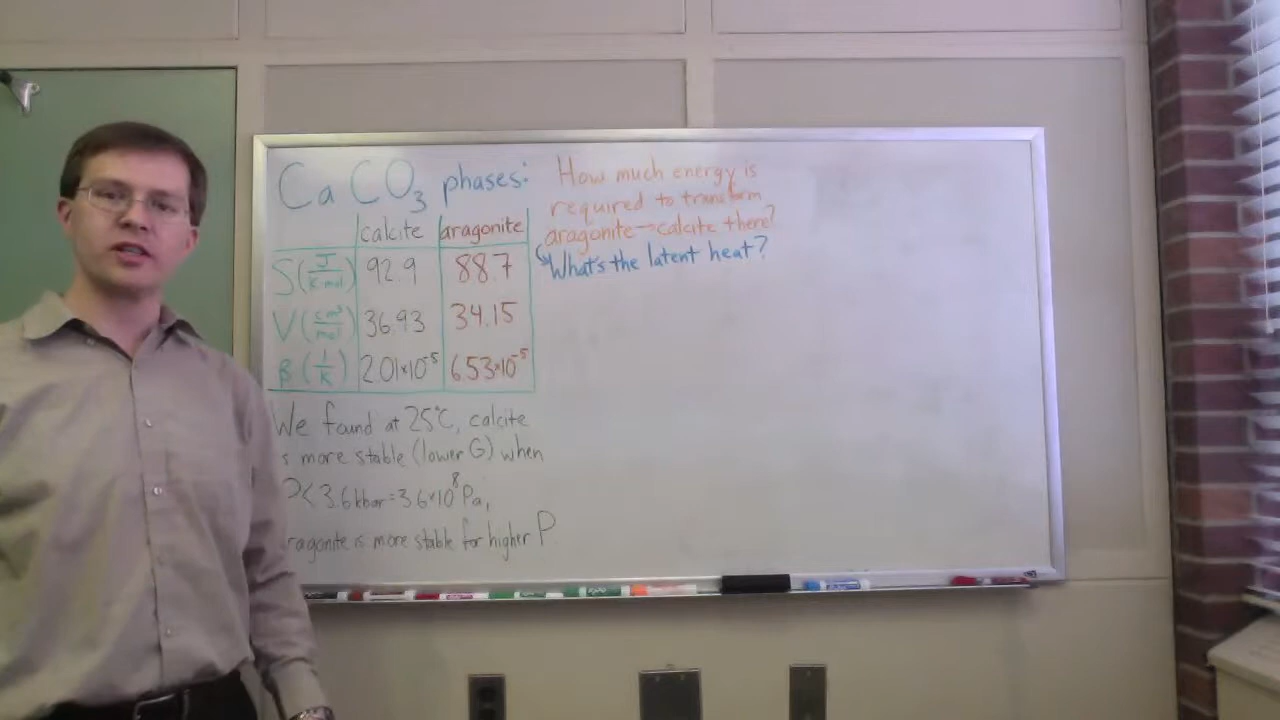 CaCO3 phases:
calcite aragonite
S (J/K·mol) 92.9 88.7
V (cm³/mol) 36.93 34.15
β (1/K) 2.01×10⁻⁵ 6.53×10⁻⁵
We found at 25°C, calcite
s more stable (lower G) when
P< 3.6 kbar = 3.6×10⁸ Pa,
ragonite is more stable for higher P
How much energy is
required to transform
aragonite→calcite there?
What's the latent heat?